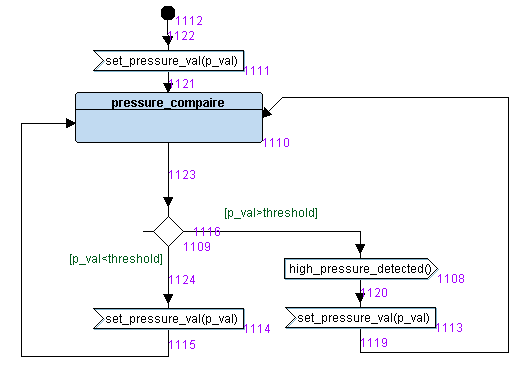 1112
1122
set_pressure_val(p_val)
1111
1121
pressure_compaire
1110
1123
[p_val>threshold]
1116
1109
[p_val<threshold]
high_pressure_detected()
1108
1124
1120
set_pressure_val(p_val)
1114
set_pressure_val(p_val)
1113
1115
1119